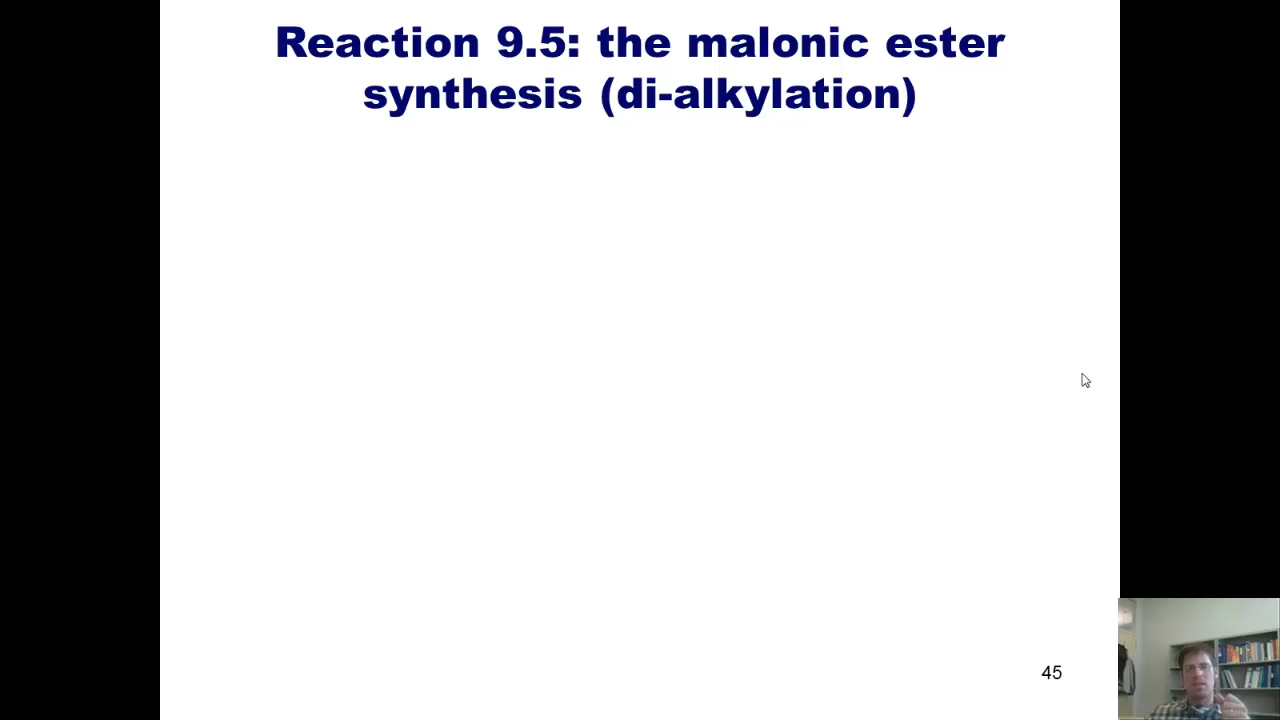 Reaction 9.5: the malonic ester
synthesis (di-alkylation)
45